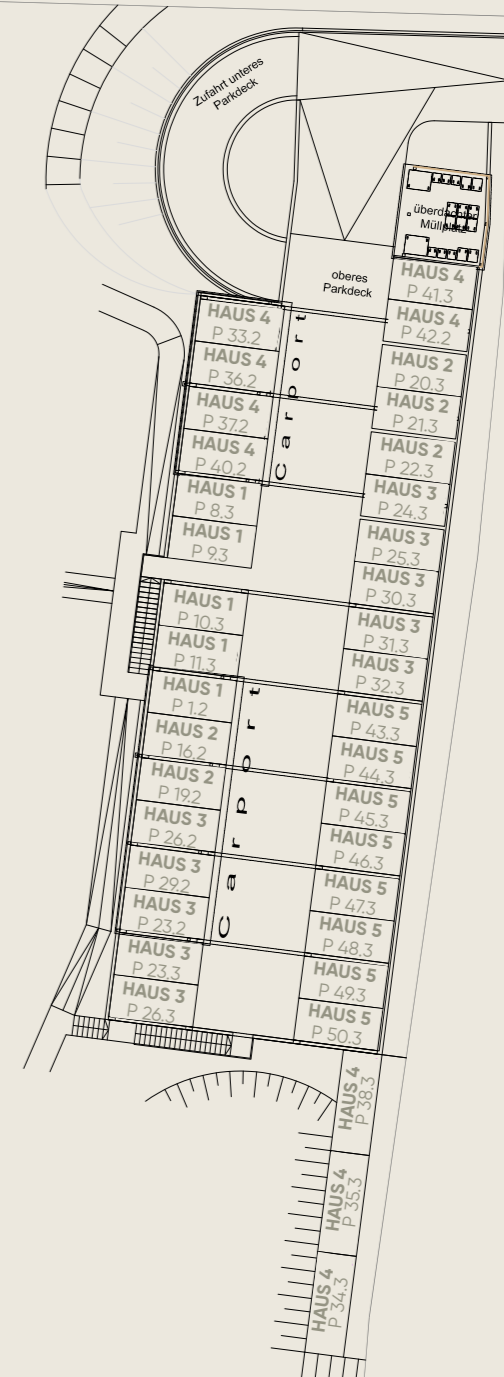 Zufahrt unteres
Parkdeck
überdachter
Müllplatz
oberes
Parkdeck
HAUS 4
P 41.3
HAUS 4
P 42.2
HAUS 2
P 20.3
HAUS 2
P 21.3
HAUS 2
P 22.3
HAUS 3
P 24.3
HAUS 3
P 25.3
HAUS 3
P 30.3
HAUS 3
P 31.3
HAUS 3
P 32.3
HAUS 5
P 43.3
HAUS 5
P 44.3
HAUS 5
P 45.3
HAUS 5
P 46.3
HAUS 5
P 47.3
HAUS 5
P 48.3
HAUS 5
P 49.3
HAUS 5
P 50.3
HAUS 4
P 33.2
HAUS 4
P 36.2
HAUS 4
P 37.2
HAUS 4
P 40.2
Carport
HAUS 1
P 8.3
HAUS 1
P 9.3
HAUS 1
P 10.3
HAUS 1
P 11.3
HAUS 1
P 1.2
HAUS 2
P 16.2
HAUS 2
P 19.2
HAUS 3
P 26.2
HAUS 3
P 29.2
HAUS 3
P 23.2
Carport
HAUS 3
P 23.3
HAUS 3
P 26.3
HAUS 4
P 38.3
HAUS 4
P 35.3
HAUS 4
P 34.3